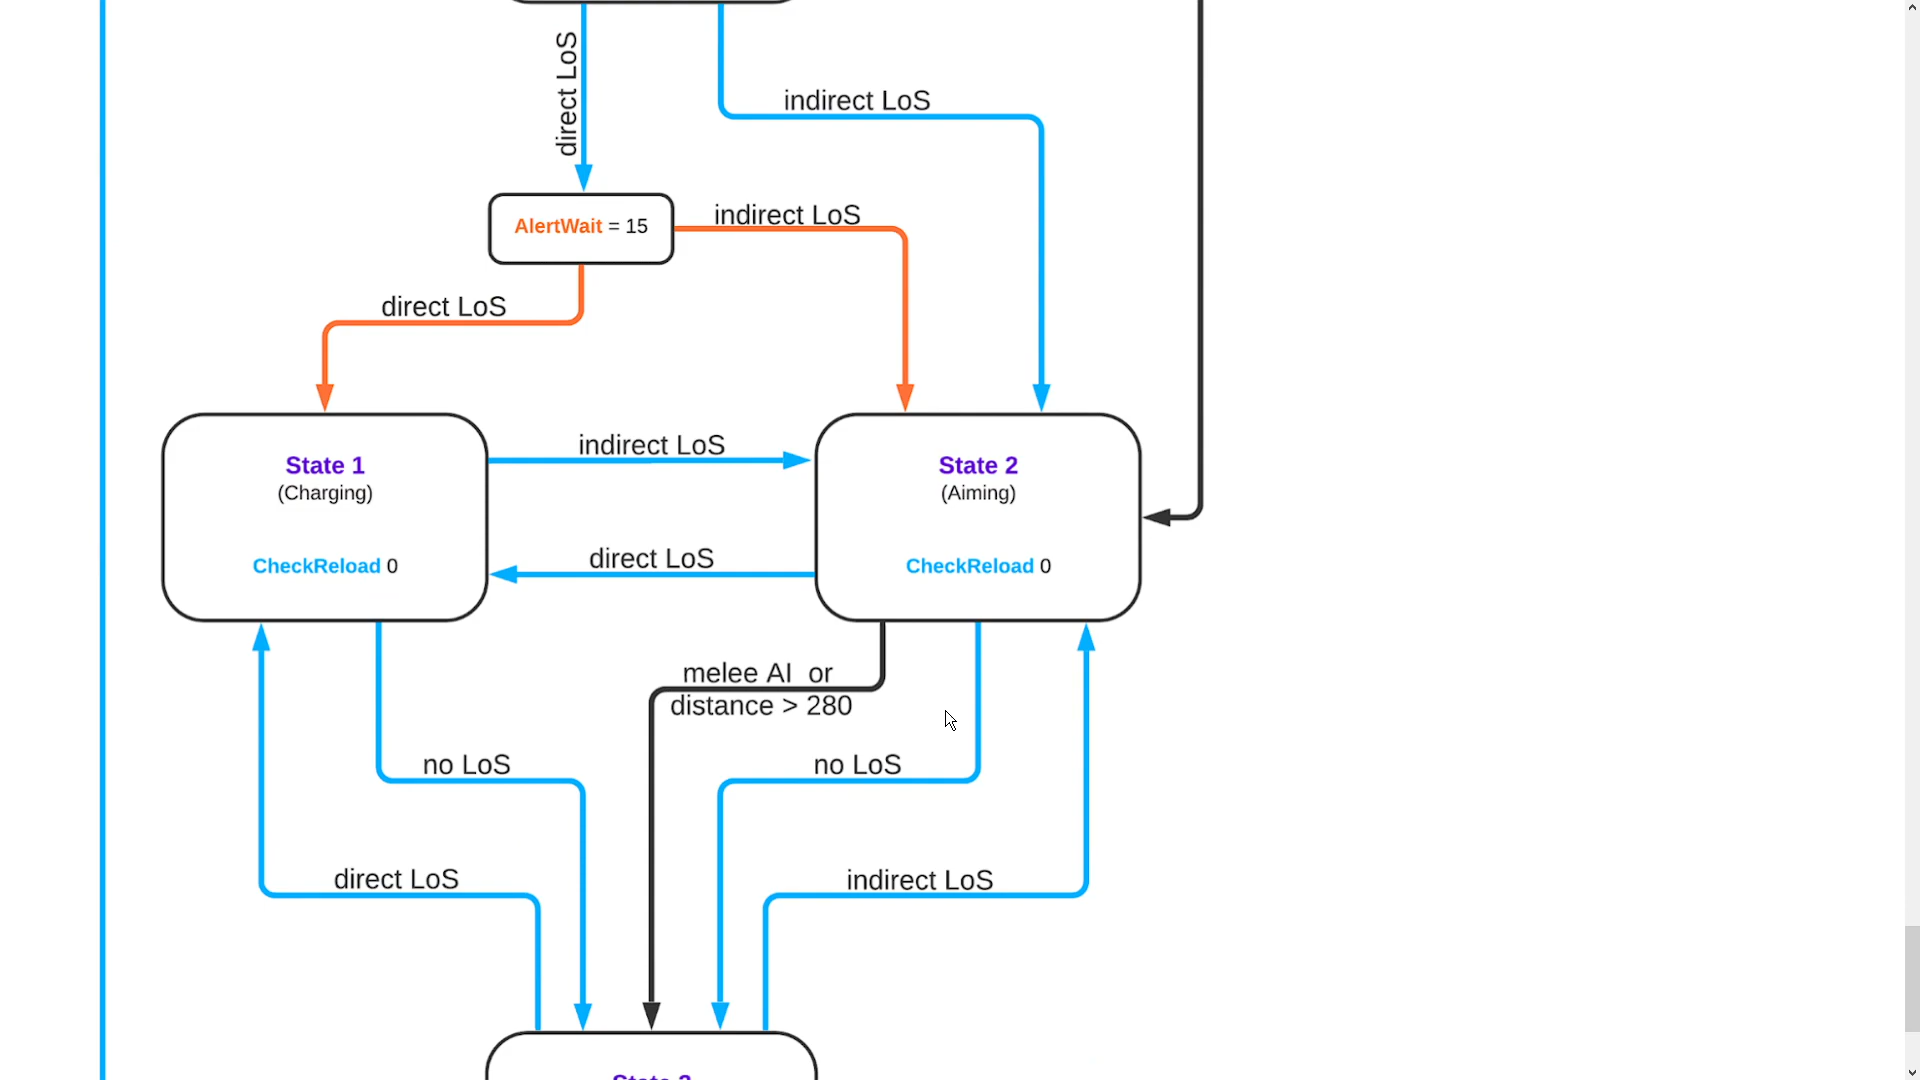 direct LoS
indirect LoS
AlertWait = 15
indirect LoS
direct LoS
State 1
(Charging)
CheckReload 0
indirect LoS
direct LoS
State 2
(Aiming)
CheckReload 0
melee AI or
distance > 280
no LoS
no LoS
direct LoS
indirect LoS
State